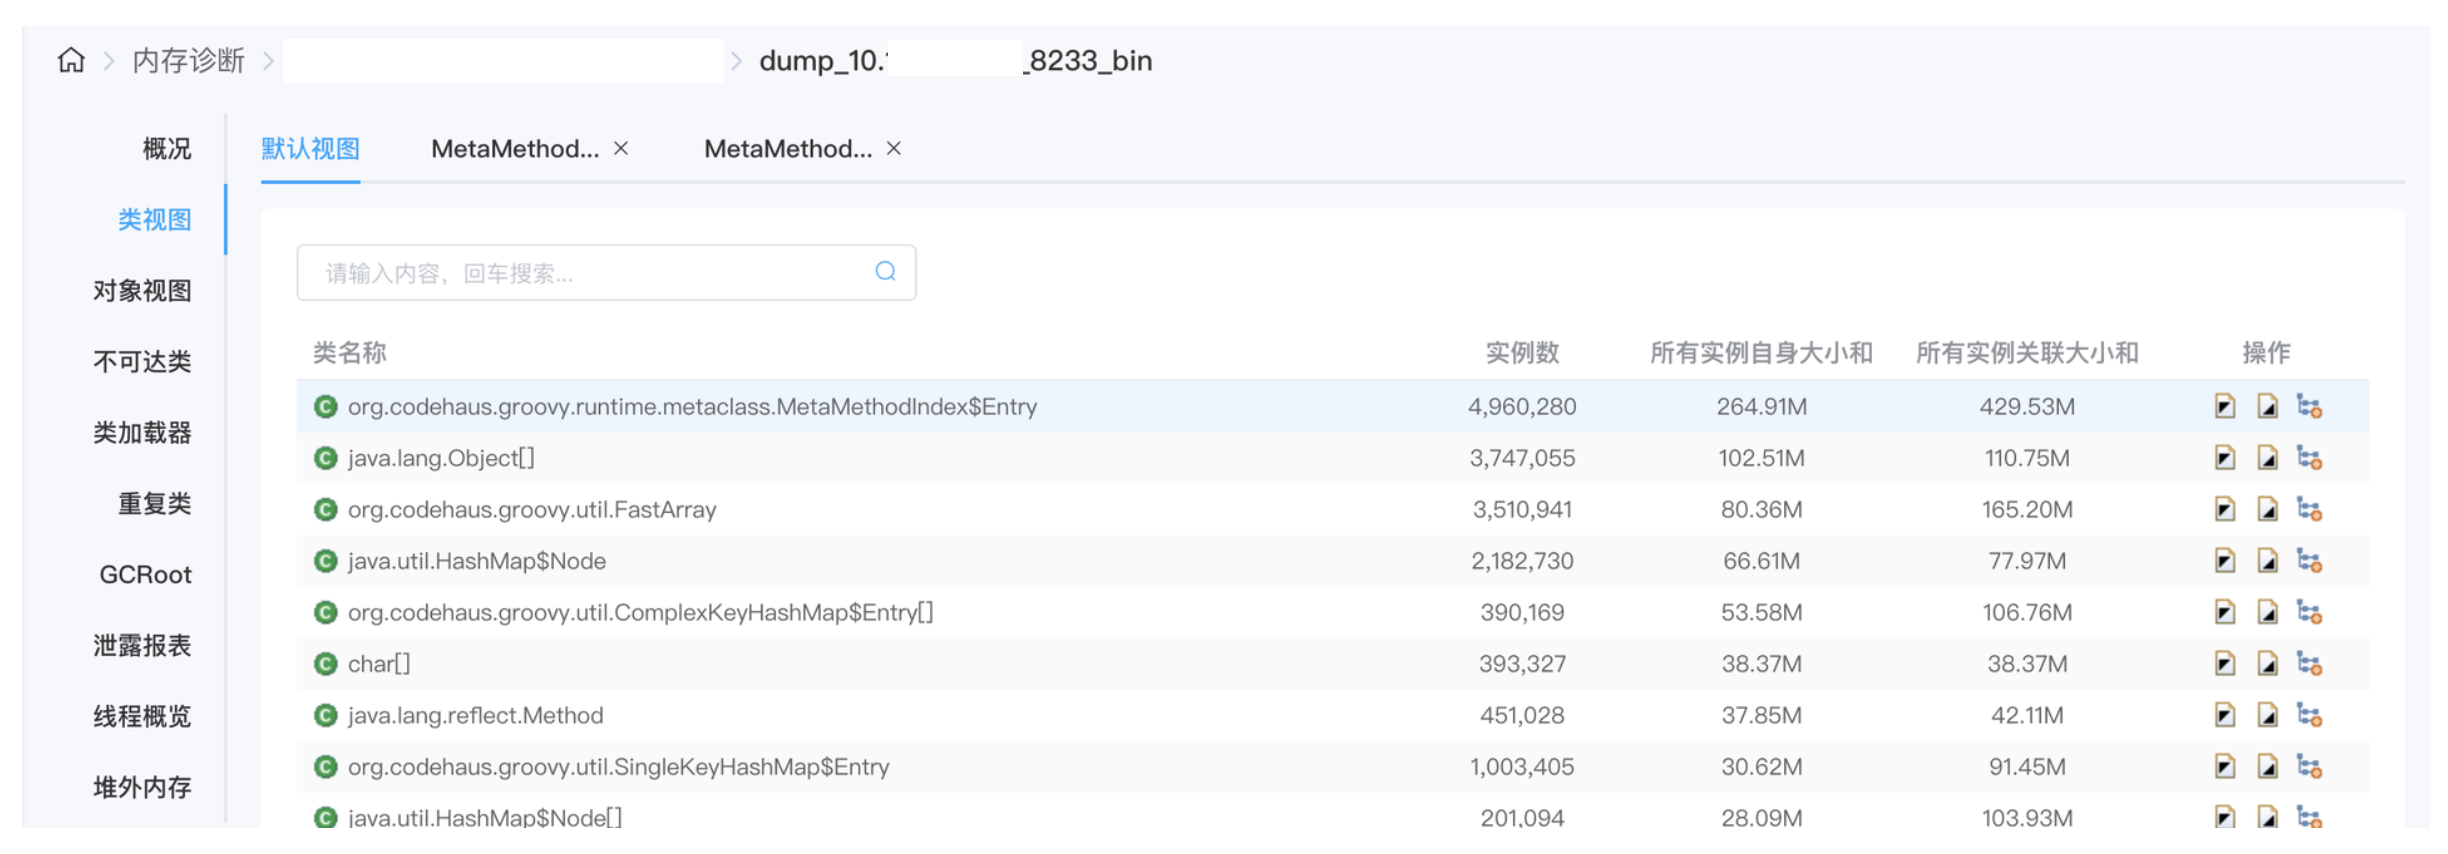 内存诊断 dump_10. _8233_bin
概况
类视图
对象视图
不可达类
类加载器
重复类
GCRoot
泄露报表
线程概览
堆外内存
默认视图 MetaMethod... × MetaMethod... ×
请输入内容，回车搜索...
类名称 实例数 所有实例自身大小和 所有实例关联大小和 操作
org.codehaus.groovy.runtime.metaclass.MetaMethodIndex$Entry 4,960,280 264.91M 429.53M
java.lang.Object[] 3,747,055 102.51M 110.75M
org.codehaus.groovy.util.FastArray 3,510,941 80.36M 165.20M
java.util.HashMap$Node 2,182,730 66.61M 77.97M
org.codehaus.groovy.util.ComplexKeyHashMap$Entry[] 390,169 53.58M 106.76M
char[] 393,327 38.37M 38.37M
java.lang.reflect.Method 451,028 37.85M 42.11M
org.codehaus.groovy.util.SingleKeyHashMap$Entry 1,003,405 30.62M 91.45M
java.util.HashMap$Node[] 201,094 28.09M 103.93M